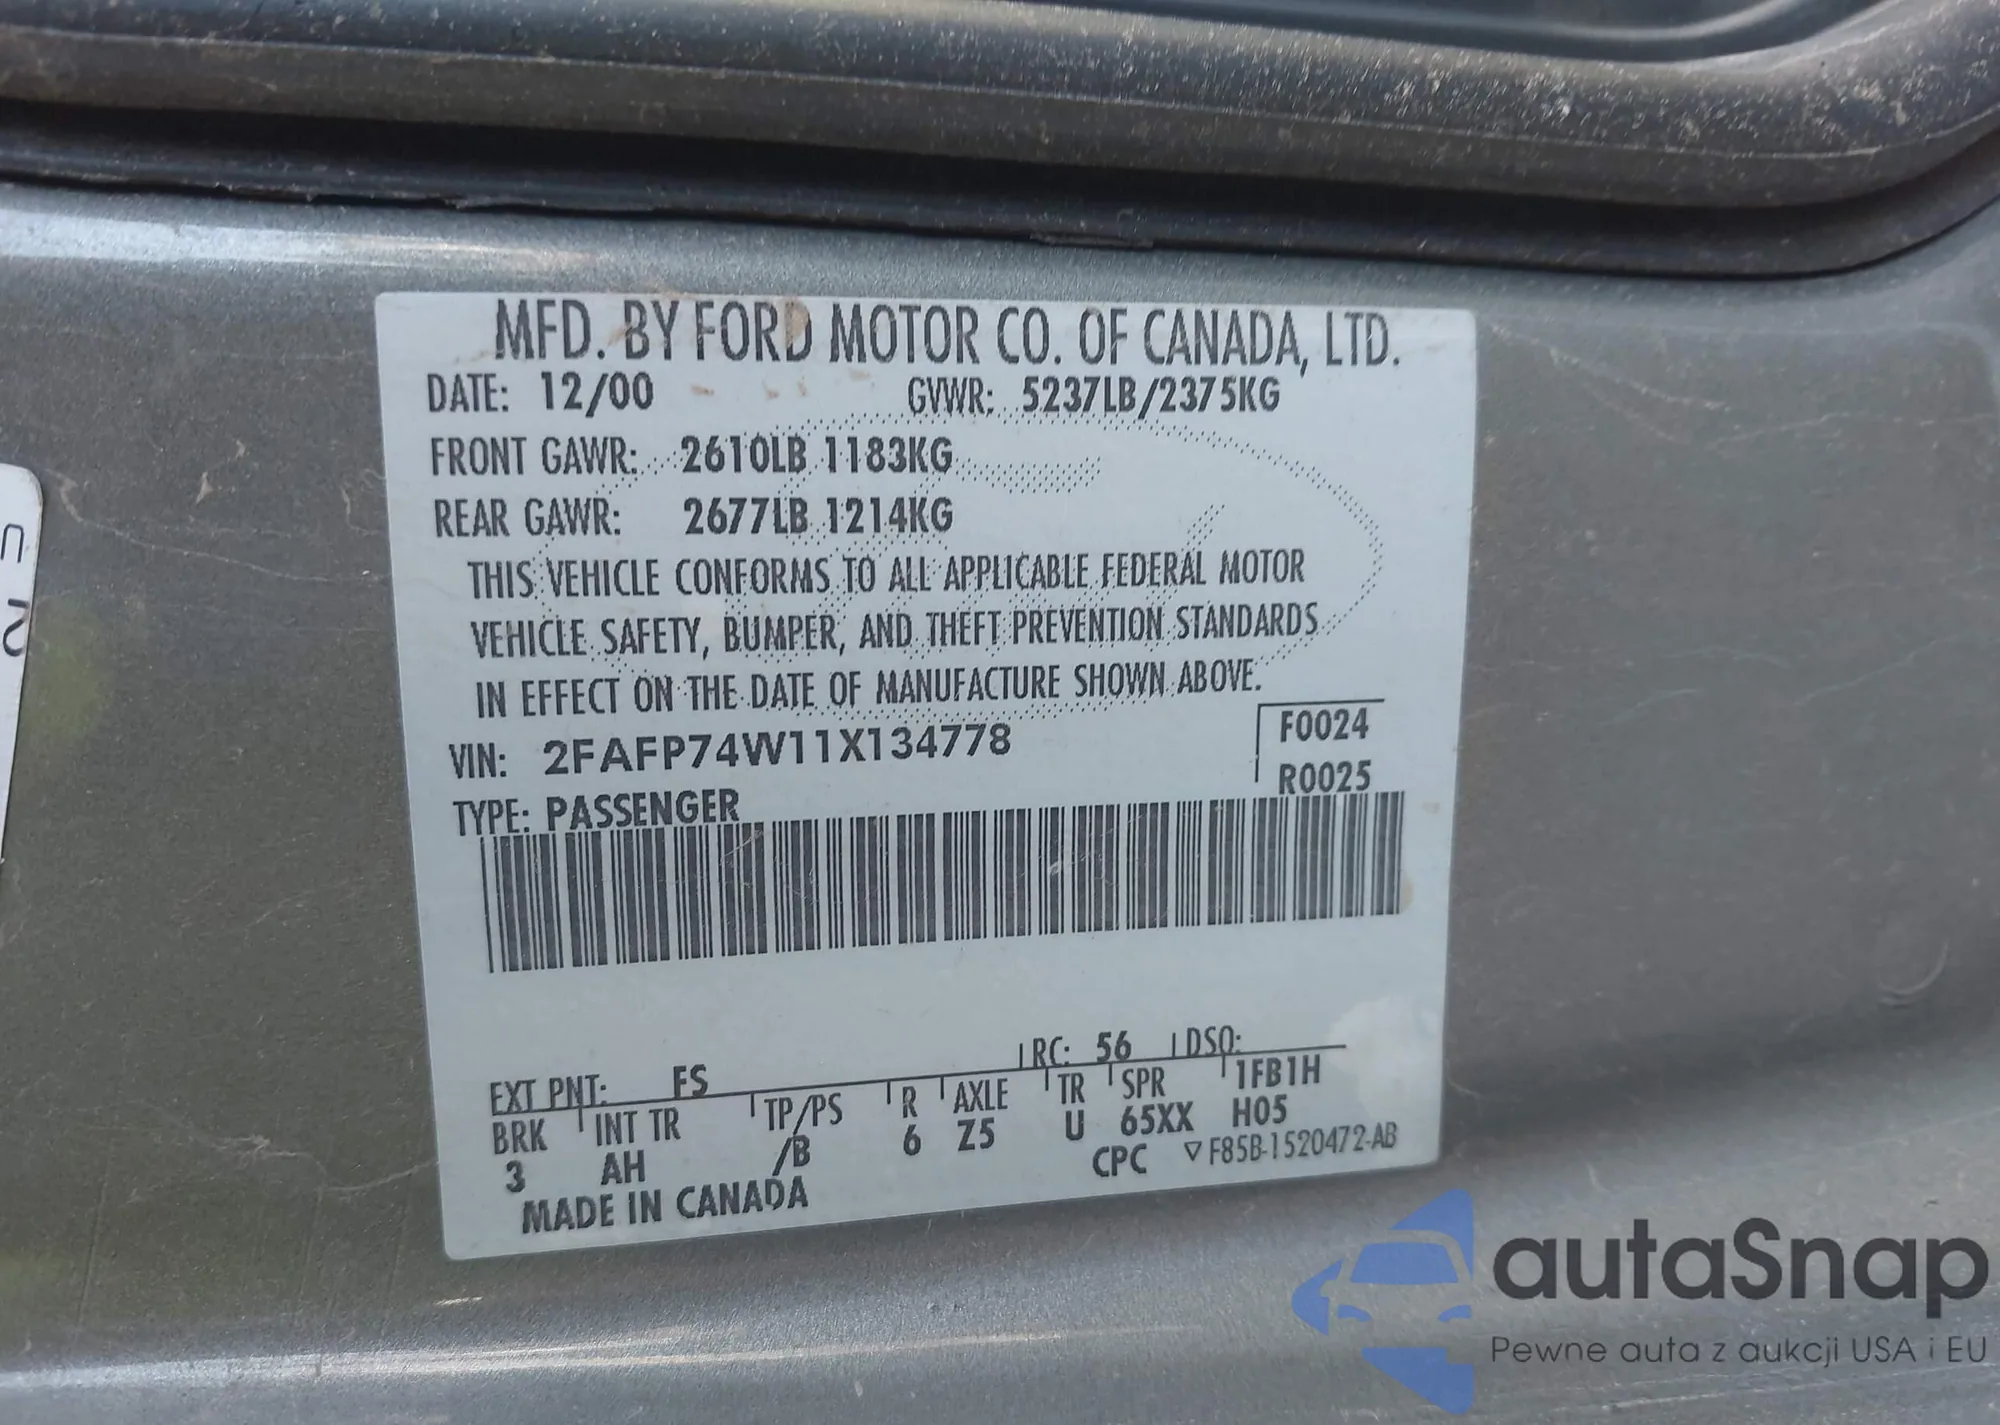 MFD. BY FORD MOTOR CO. OF CANADA, LTD.
DATE: 12/00 GVWR: 5237LB/2375KG
FRONT GAWR: 2610LB 1183KG
REAR GAWR: 2677LB 1214KG
THIS VEHICLE CONFORMS TO ALL APPLICABLE FEDERAL MOTOR
VEHICLE SAFETY, BUMPER, AND THEFT PREVENTION STANDARDS
IN EFFECT ON THE DATE OF MANUFACTURE SHOWN ABOVE.
VIN: 2FAFP74W11X134778
F0024
R0025
TYPE: PASSENGER
EXT PNT: FS RC: 56 DSO:
BRK INT TR TP/PS R AXLE TR SPR 1FB1H
3 AH /B 6 Z5 U 65XX H05
MADE IN CANADA CPC ▽F85B-1520472-AB
autaSnap
Pewne auta z aukcji USA i EU